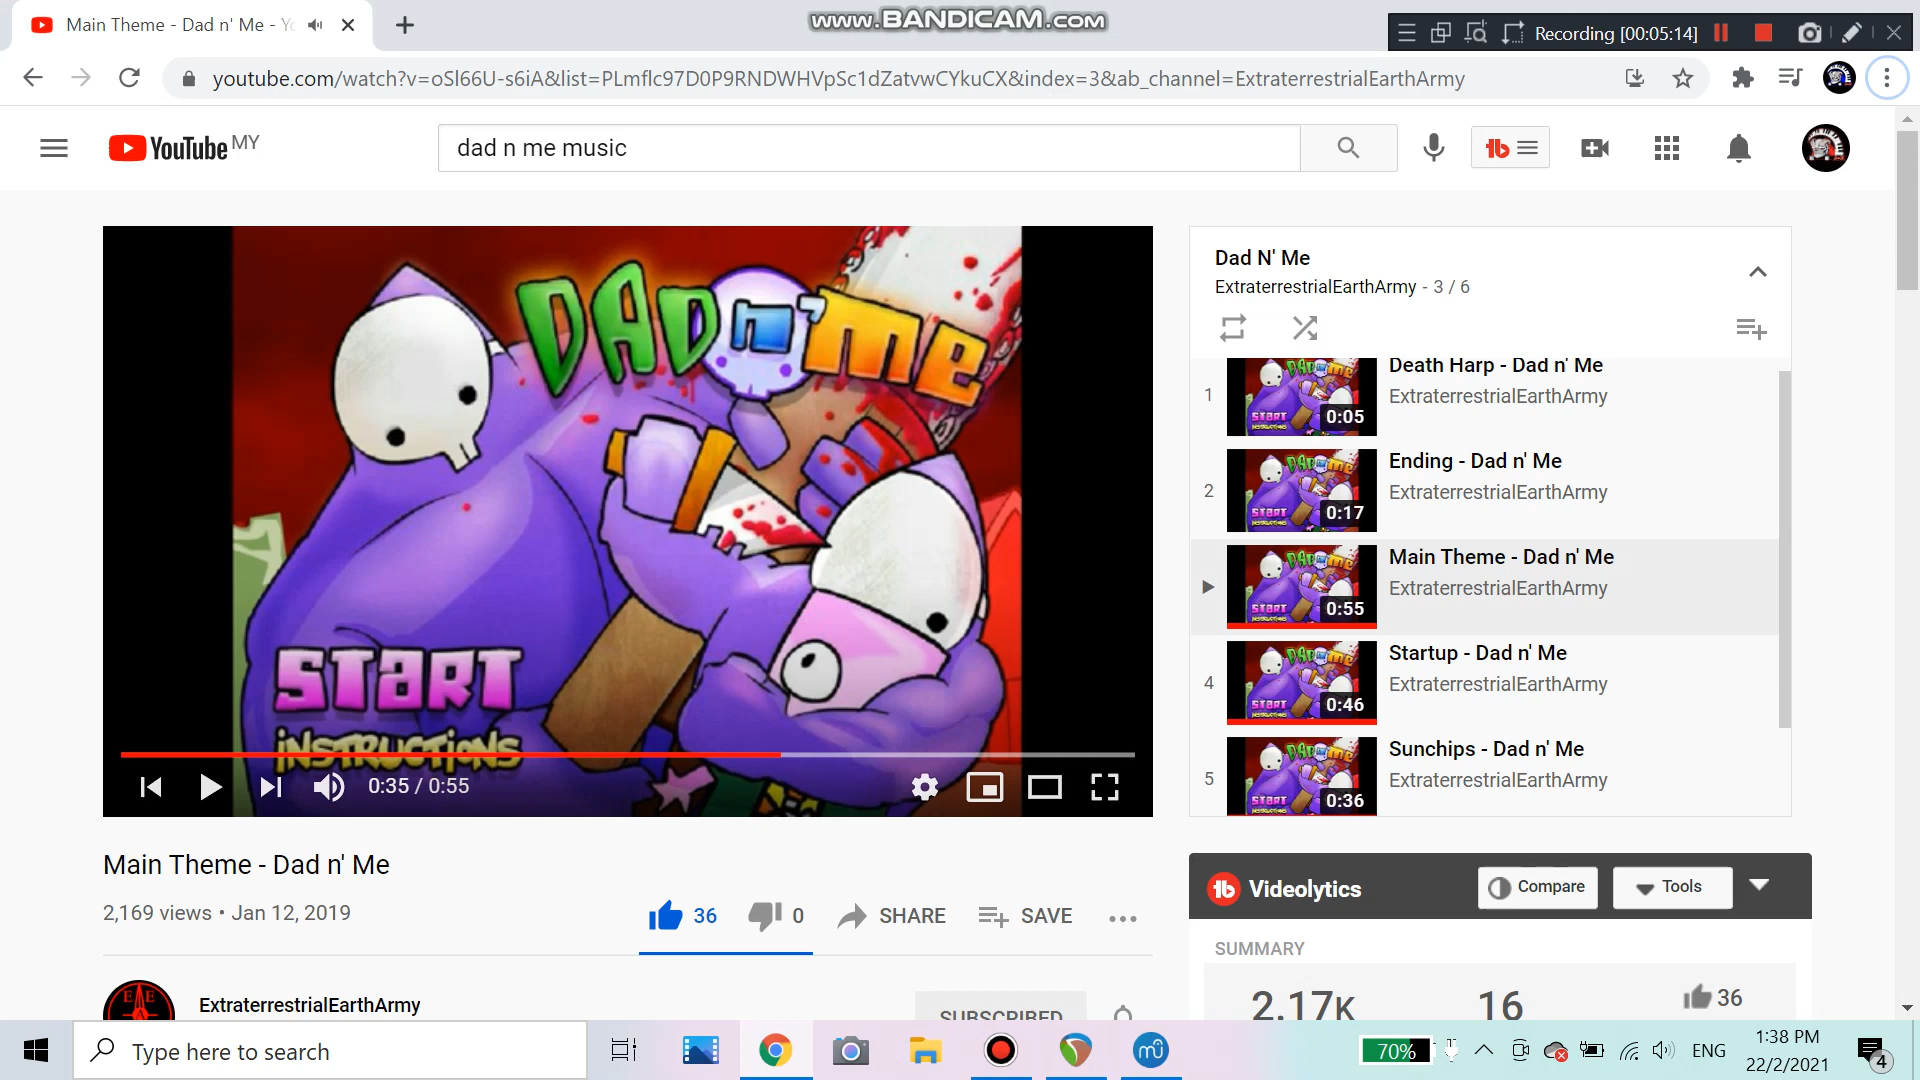 Main Theme - Dad n' Me - Yo
www.BANDICAM.com
Recording [00:05:14]
youtube.com/watch?v=oSl66U-s6iA&list=PLmflc97D0P9RNDWHVpSc1dZatvwCYkuCX&index=3&ab_channel=ExtraterrestrialEarthArmy
YouTube MY
dad n me music
DAD n' me
START
INSTRUCTIONS
0:35 / 0:55
Dad N' Me
ExtraterrestrialEarthArmy - 3 / 6
1
Death Harp - Dad n' Me
ExtraterrestrialEarthArmy
0:05
2
Ending - Dad n' Me
ExtraterrestrialEarthArmy
0:17
Main Theme - Dad n' Me
ExtraterrestrialEarthArmy
0:55
4
Startup - Dad n' Me
ExtraterrestrialEarthArmy
0:46
5
Sunchips - Dad n' Me
ExtraterrestrialEarthArmy
0:36
Main Theme - Dad n' Me
2,169 views • Jan 12, 2019
36
0
SHARE
SAVE
ExtraterrestrialEarthArmy
SUBSCRIBED
Videolytics
Compare
Tools
SUMMARY
2.17K
16
36
Type here to search
70%
ENG
1:38 PM
22/2/2021
4